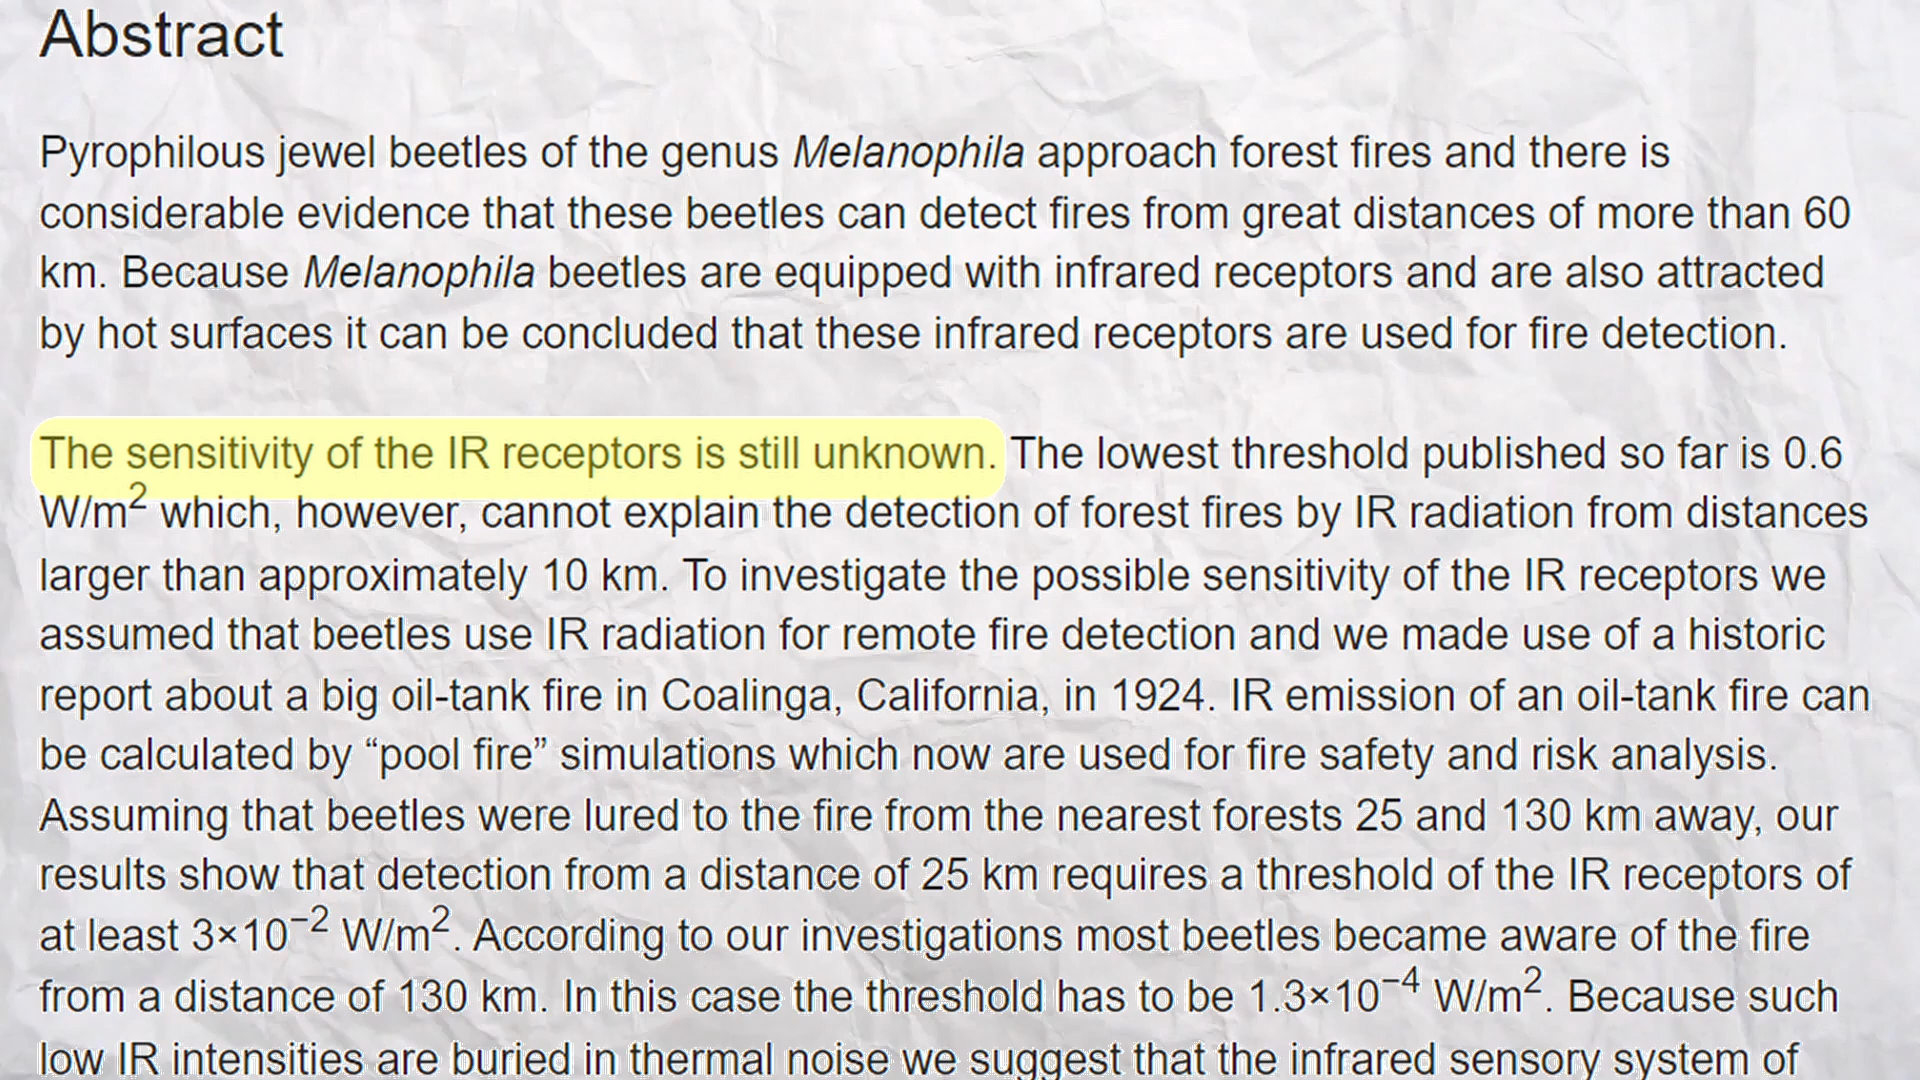 Abstract
Pyrophilous jewel beetles of the genus Melanophila approach forest fires and there is
considerable evidence that these beetles can detect fires from great distances of more than 60
km. Because Melanophila beetles are equipped with infrared receptors and are also attracted
by hot surfaces it can be concluded that these infrared receptors are used for fire detection.
The sensitivity of the IR receptors is still unknown. The lowest threshold published so far is 0.6
W/m² which, however, cannot explain the detection of forest fires by IR radiation from distances
larger than approximately 10 km. To investigate the possible sensitivity of the IR receptors we
assumed that beetles use IR radiation for remote fire detection and we made use of a historic
report about a big oil-tank fire in Coalinga, California, in 1924. IR emission of an oil-tank fire can
be calculated by “pool fire” simulations which now are used for fire safety and risk analysis.
Assuming that beetles were lured to the fire from the nearest forests 25 and 130 km away, our
results show that detection from a distance of 25 km requires a threshold of the IR receptors of
at least 3×10⁻² W/m². According to our investigations most beetles became aware of the fire
from a distance of 130 km. In this case the threshold has to be 1.3×10⁻⁴ W/m². Because such
low IR intensities are buried in thermal noise we suggest that the infrared sensory system of